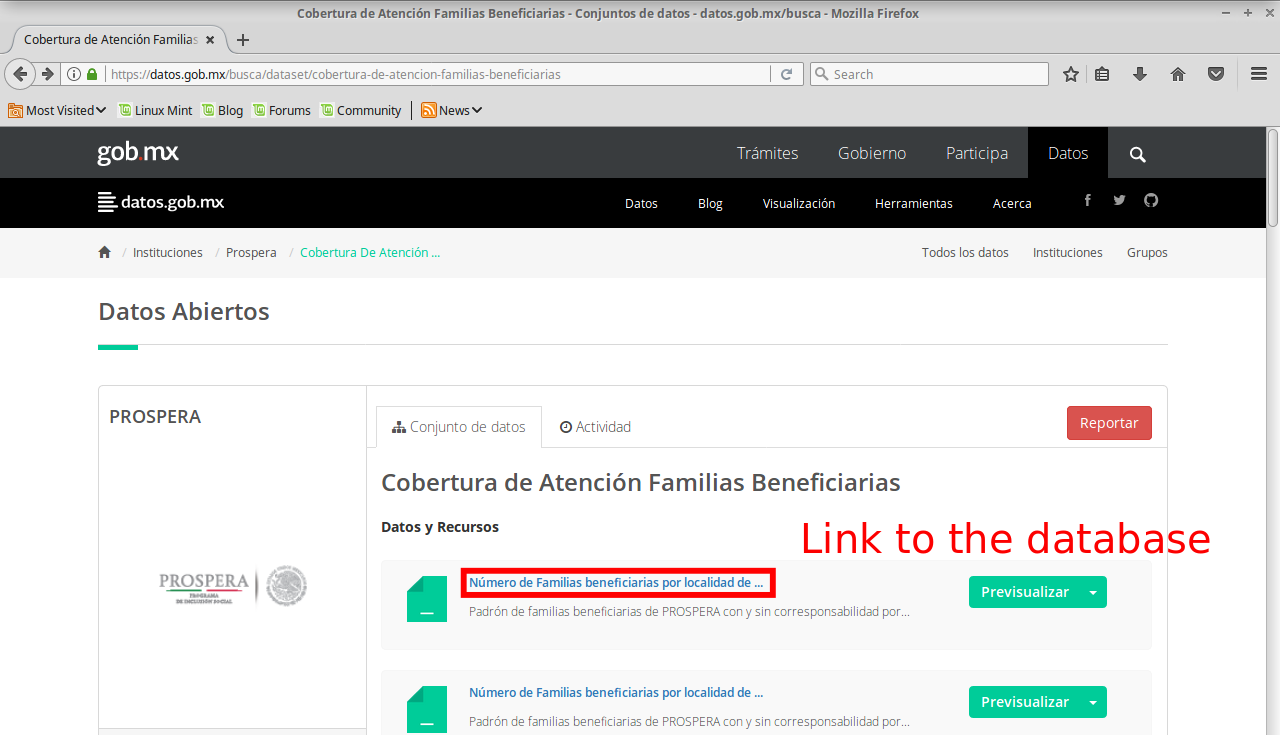 Cobertura de Atención Familias Beneficiarias - Conjuntos de datos - datos.gob.mx/busca - Mozilla Firefox
Cobertura de Atención Familias
https://datos.gob.mx/busca/dataset/cobertura-de-atencion-familias-beneficiarias
Search
Most Visited Linux Mint Blog Forums Community News
gob.mx Trámites Gobierno Participa Datos
datos.gob.mx Datos Blog Visualización Herramientas Acerca
/ Instituciones / Prospera / Cobertura De Atención ... Todos los datos Instituciones Grupos
Datos Abiertos
PROSPERA
Conjunto de datos Actividad Reportar
Cobertura de Atención Familias Beneficiarias
Datos y Recursos
Link to the database
Número de Familias beneficiarias por localidad de ...
Previsualizar
Padrón de familias beneficiarias de PROSPERA con y sin corresponsabilidad por...
PROSPERA
PROGRAMA
DE INCLUSIÓN SOCIAL
Número de Familias beneficiarias por localidad de ...
Previsualizar
Padrón de familias beneficiarias de PROSPERA con y sin corresponsabilidad por...